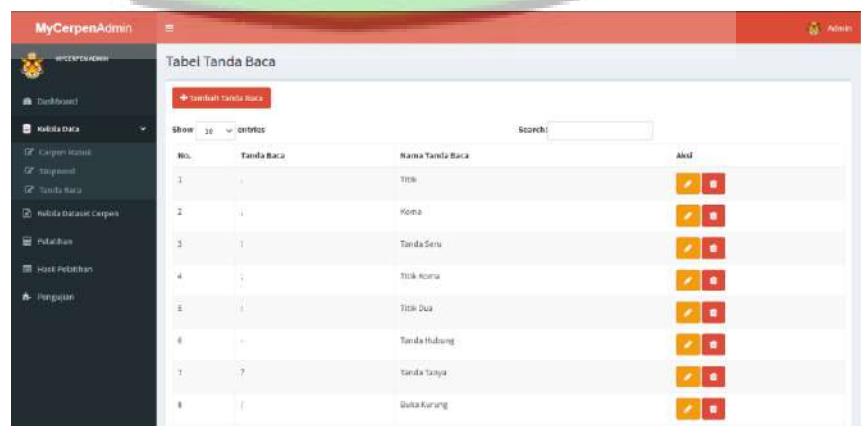 MyCerpenAdmin
Admin
MYCERPENADMIN
Tabel Tanda Baca
Dashboard
Tambah Tanda Baca
Kelola Data
Show 10 entries
Search:
Cerpen Masuk
No. Tanda Baca Nama Tanda Baca Aksi
Stopword
Tanda Baca
1 . Titik
Kelola Dataset Cerpen
2 , Koma
Pelatihan
3 ! Tanda Seru
Hasil Pelatihan
4 ; Titik Koma
Pengujian
5 : Titik Dua
6 - Tanda Hubung
7 ? Tanda Tanya
8 ( Buka Kurung